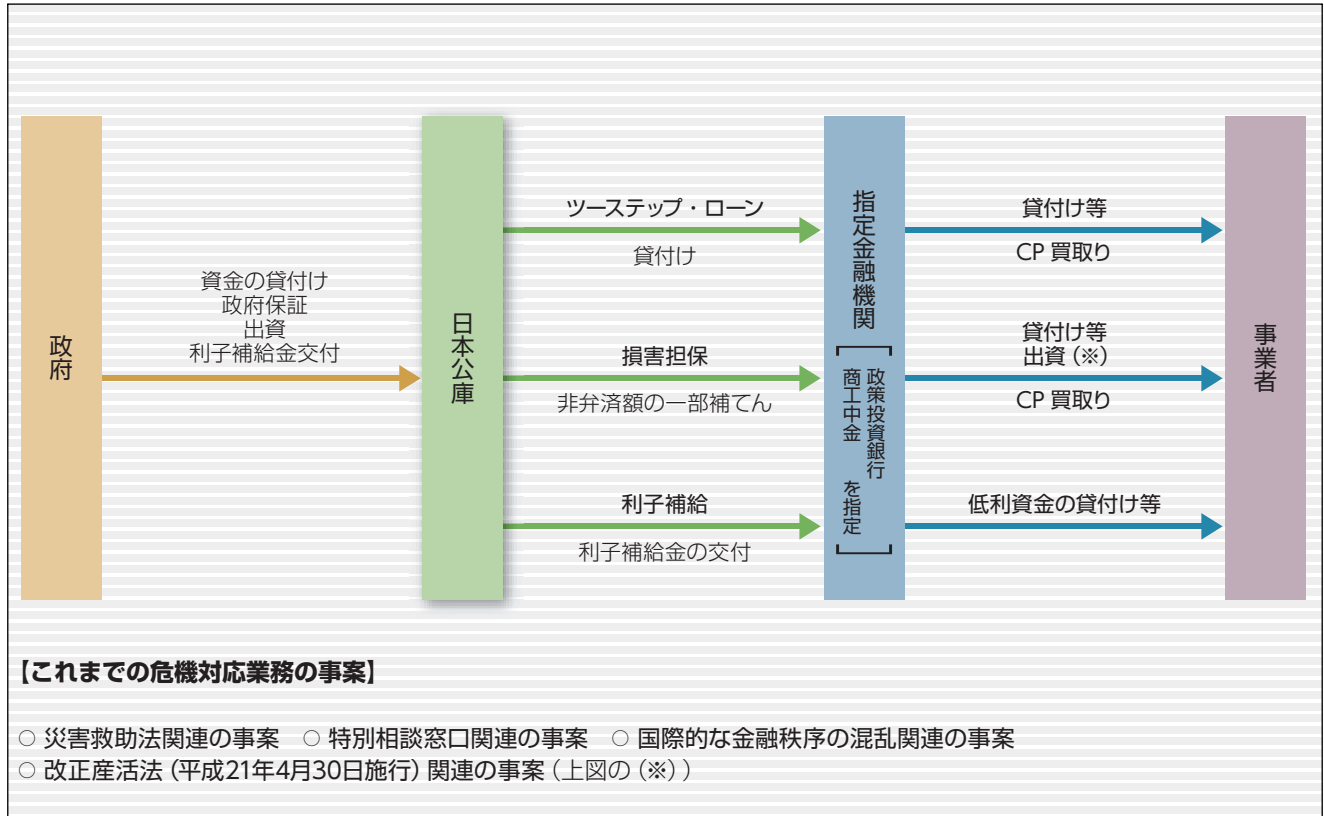 政府
資金の貸付け
政府保証
出資
利子補給金交付
日本公庫
ツーステップ・ローン
貸付け
損害担保
非弁済額の一部補てん
利子補給
利子補給金の交付
指定金融機関
政策投資銀行
商工中金
を指定
貸付け等
CP 買取り
貸付け等
出資（※）
CP 買取り
低利資金の貸付け等
事業者
【これまでの危機対応業務の事案】
○ 災害救助法関連の事案 ○ 特別相談窓口関連の事案 ○ 国際的な金融秩序の混乱関連の事案
○ 改正産活法（平成21年4月30日施行）関連の事案（上図の（※））